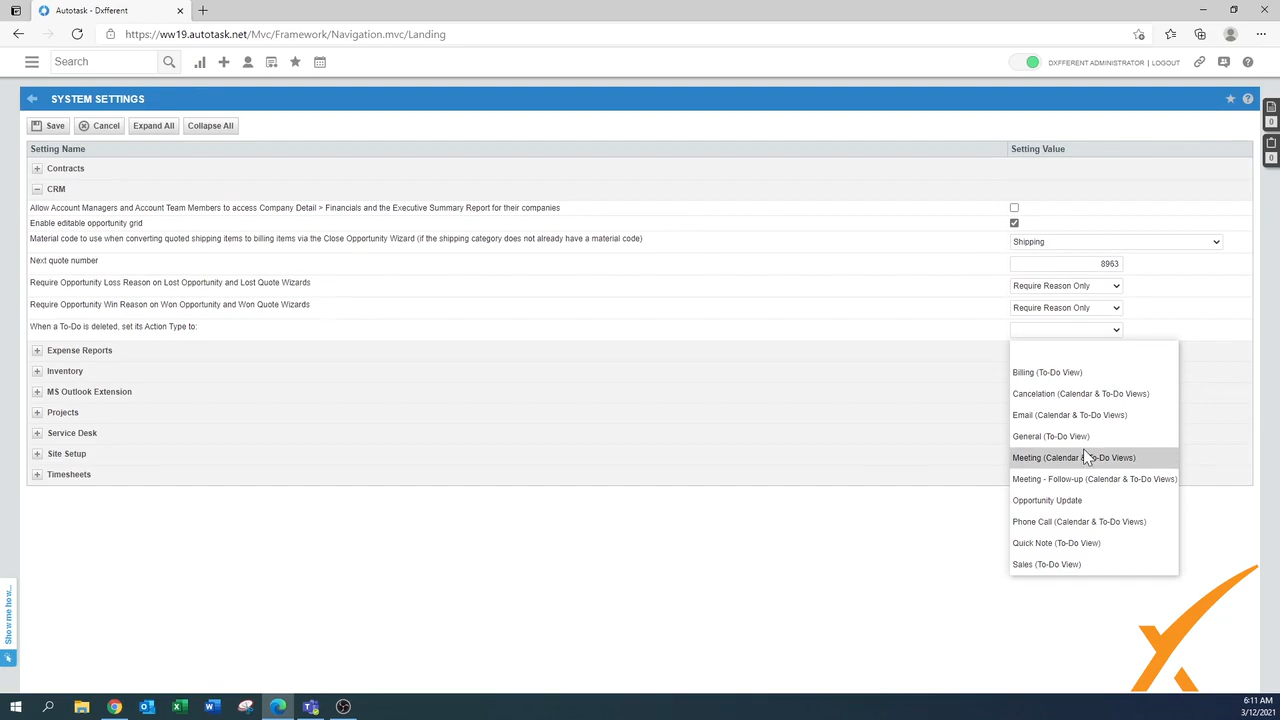 Autotask - Dxfferent
https://ww19.autotask.net/Mvc/Framework/Navigation.mvc/Landing
Search
DXFFERENT ADMINISTRATOR | LOGOUT
SYSTEM SETTINGS
Save
Cancel
Expand All
Collapse All
Setting Name
Setting Value
Contracts
CRM
Allow Account Managers and Account Team Members to access Company Detail > Financials and the Executive Summary Report for their companies
Enable editable opportunity grid
Material code to use when converting quoted shipping items to billing items via the Close Opportunity Wizard (if the shipping category does not already have a material code)
Shipping
Next quote number
8963
Require Opportunity Loss Reason on Lost Opportunity and Lost Quote Wizards
Require Reason Only
Require Opportunity Win Reason on Won Opportunity and Won Quote Wizards
Require Reason Only
When a To-Do is deleted, set its Action Type to:
Expense Reports
Inventory
MS Outlook Extension
Projects
Service Desk
Site Setup
Timesheets
Billing (To-Do View)
Cancelation (Calendar & To-Do Views)
Email (Calendar & To-Do Views)
General (To-Do View)
Meeting (Calendar & To-Do Views)
Meeting - Follow-up (Calendar & To-Do Views)
Opportunity Update
Phone Call (Calendar & To-Do Views)
Quick Note (To-Do View)
Sales (To-Do View)
0
0
Show me how...
6:11 AM
3/12/2021